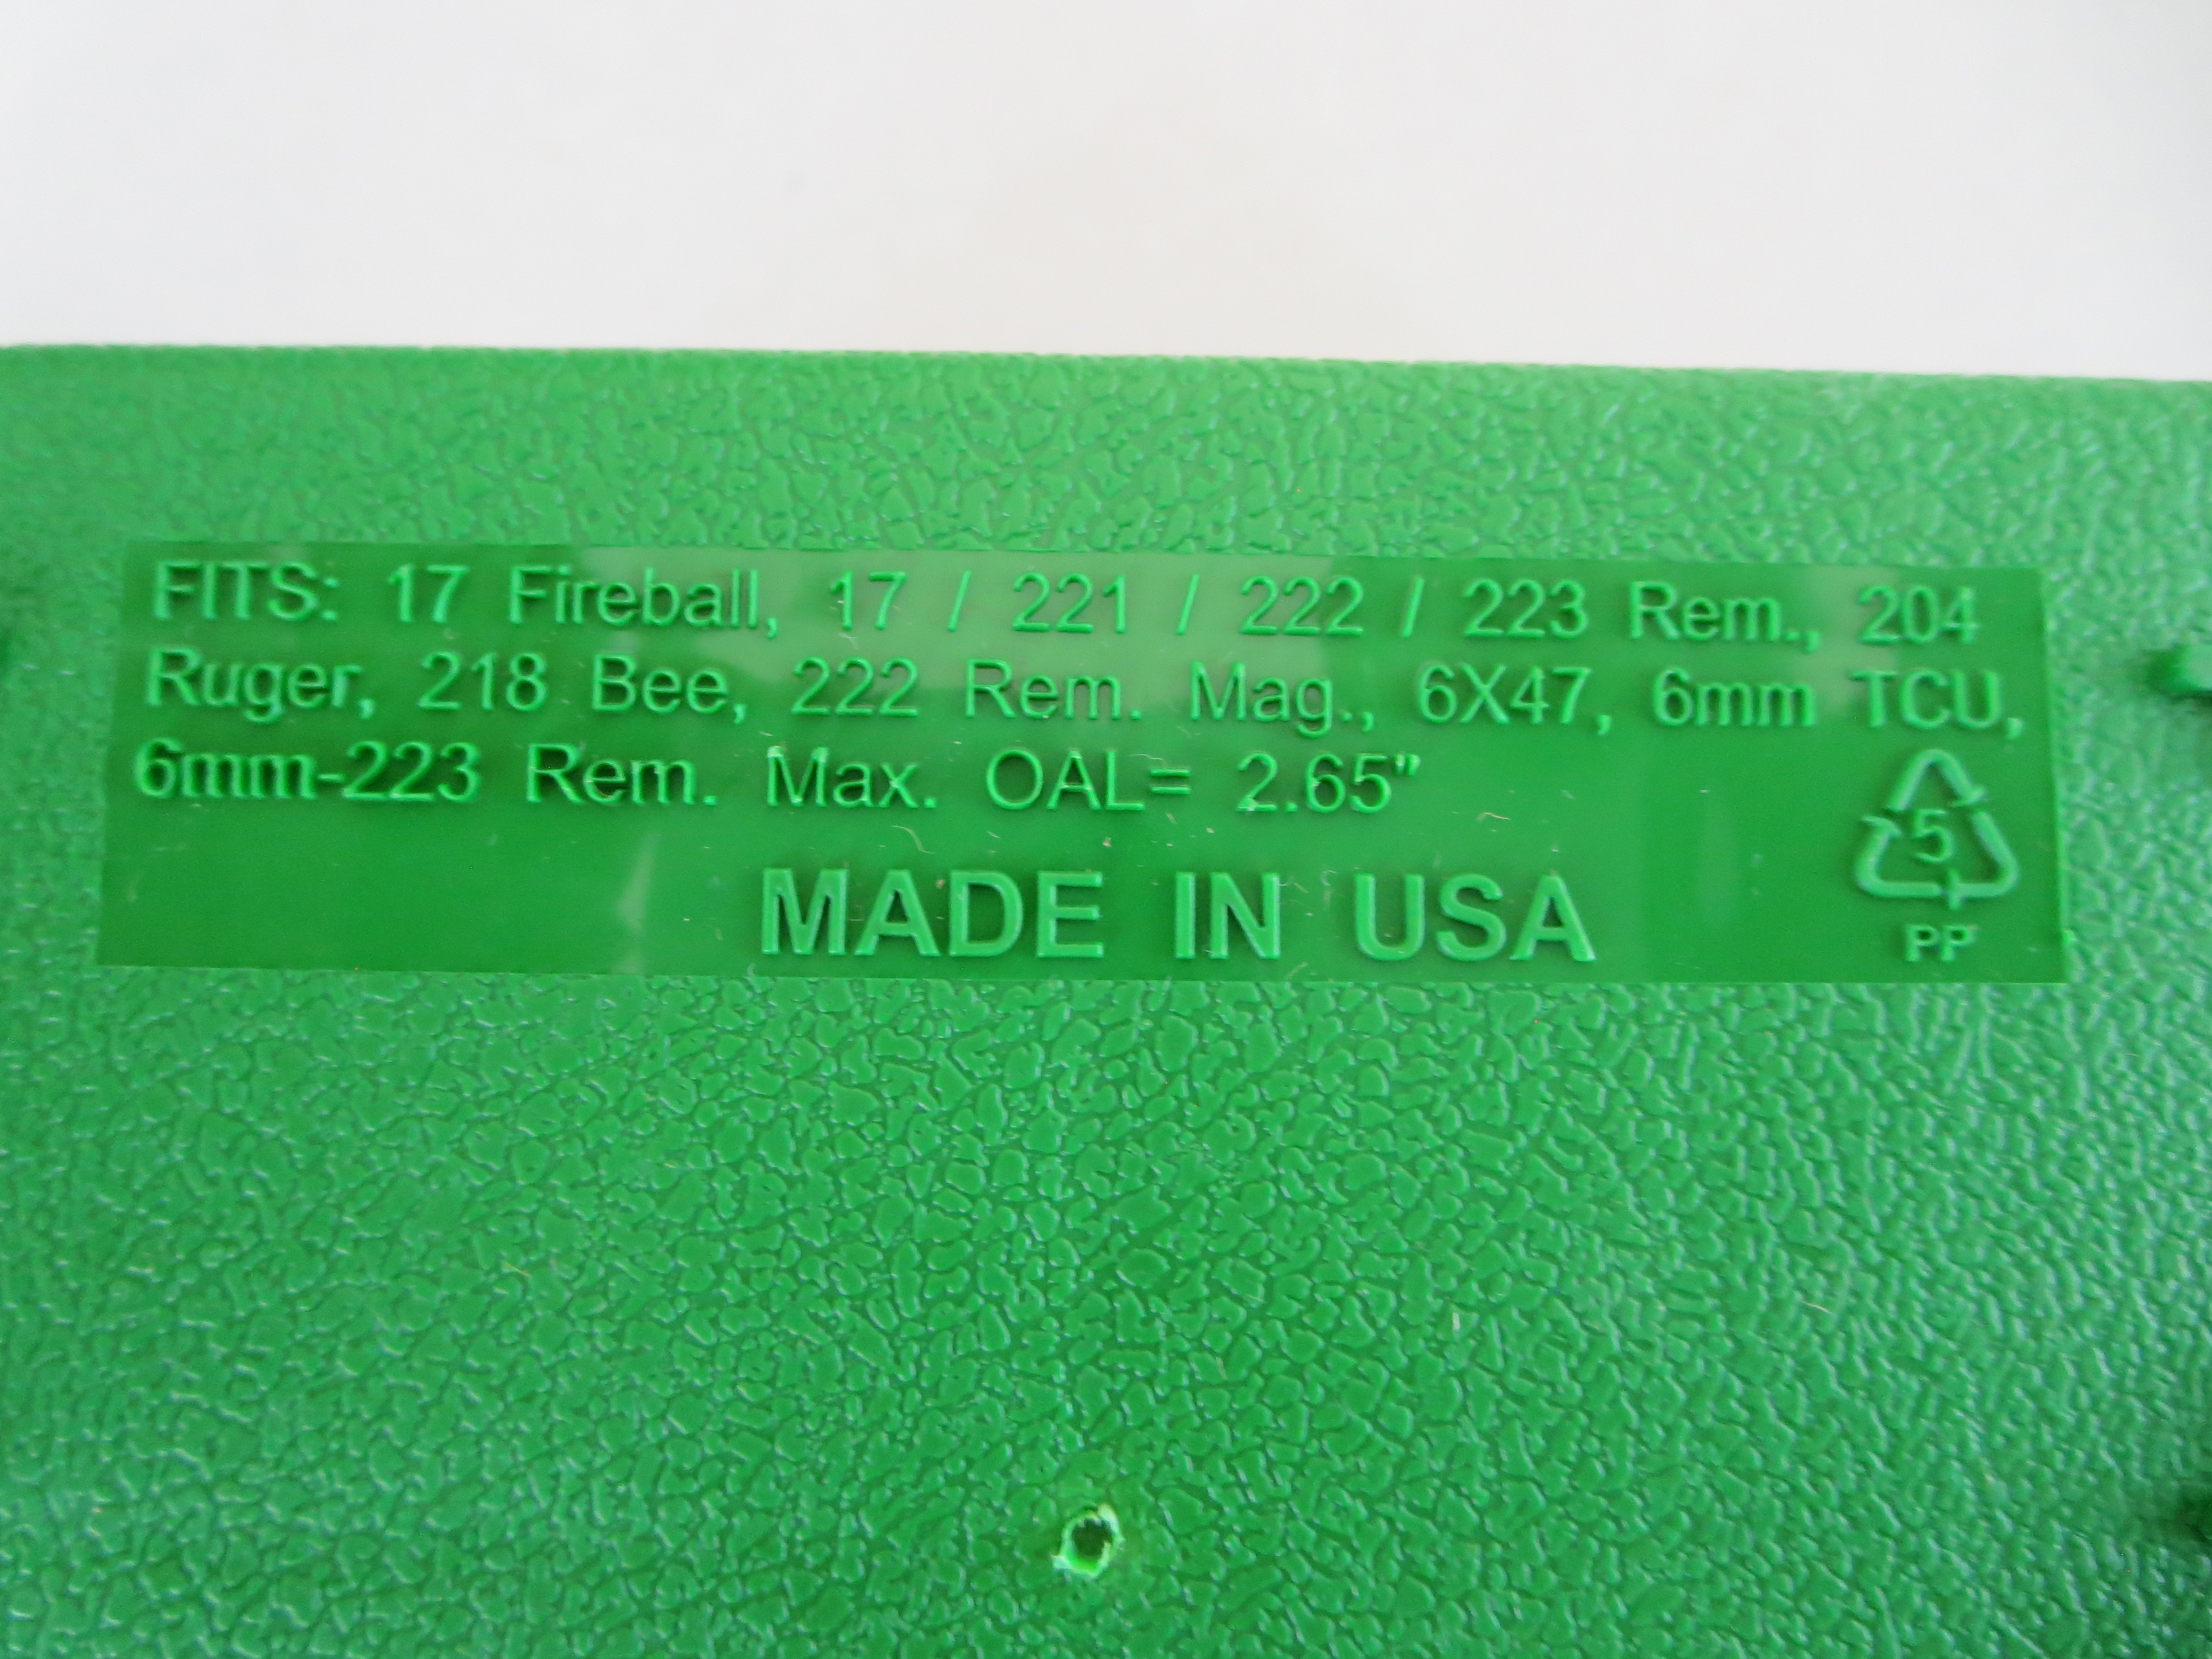 FITS: 17 Fireball, 17 / 221 / 222 / 223 Rem., 204
Ruger, 218 Bee, 222 Rem. Mag., 6X47, 6mm TCU,
6mm-223 Rem. Max. OAL= 2.65"
MADE IN USA
5
PP